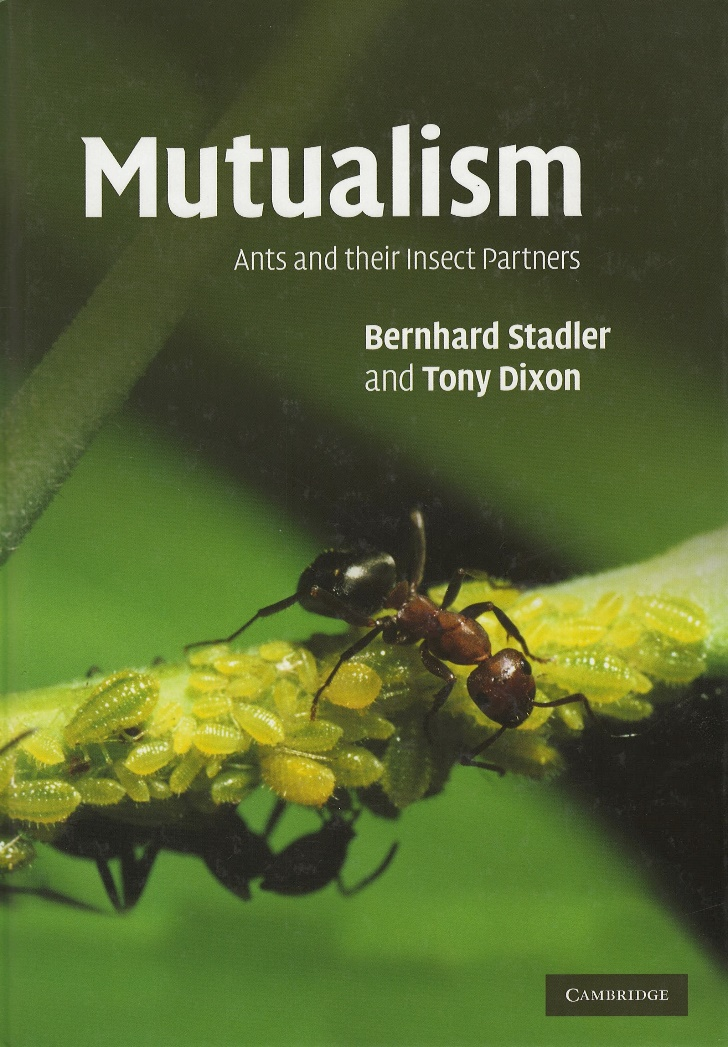 Mutualism
Ants and their Insect Partners
Bernhard Stadler
and Tony Dixon
CAMBRIDGE